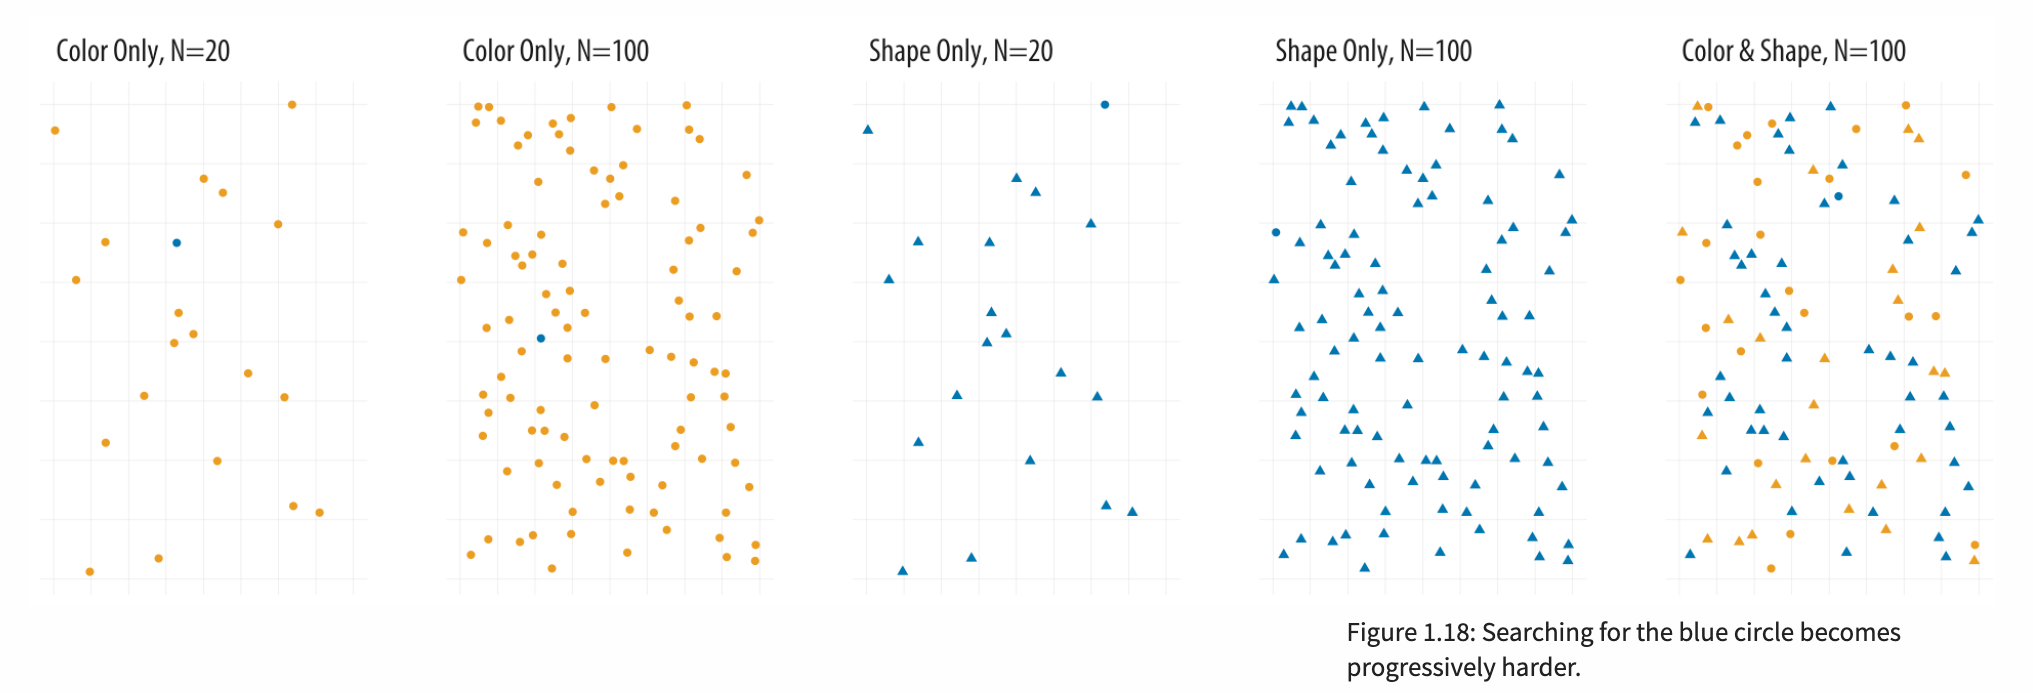 Color Only, N=20
Color Only, N=100
Shape Only, N=20
Shape Only, N=100
Color & Shape, N=100
Figure 1.18: Searching for the blue circle becomes
progressively harder.